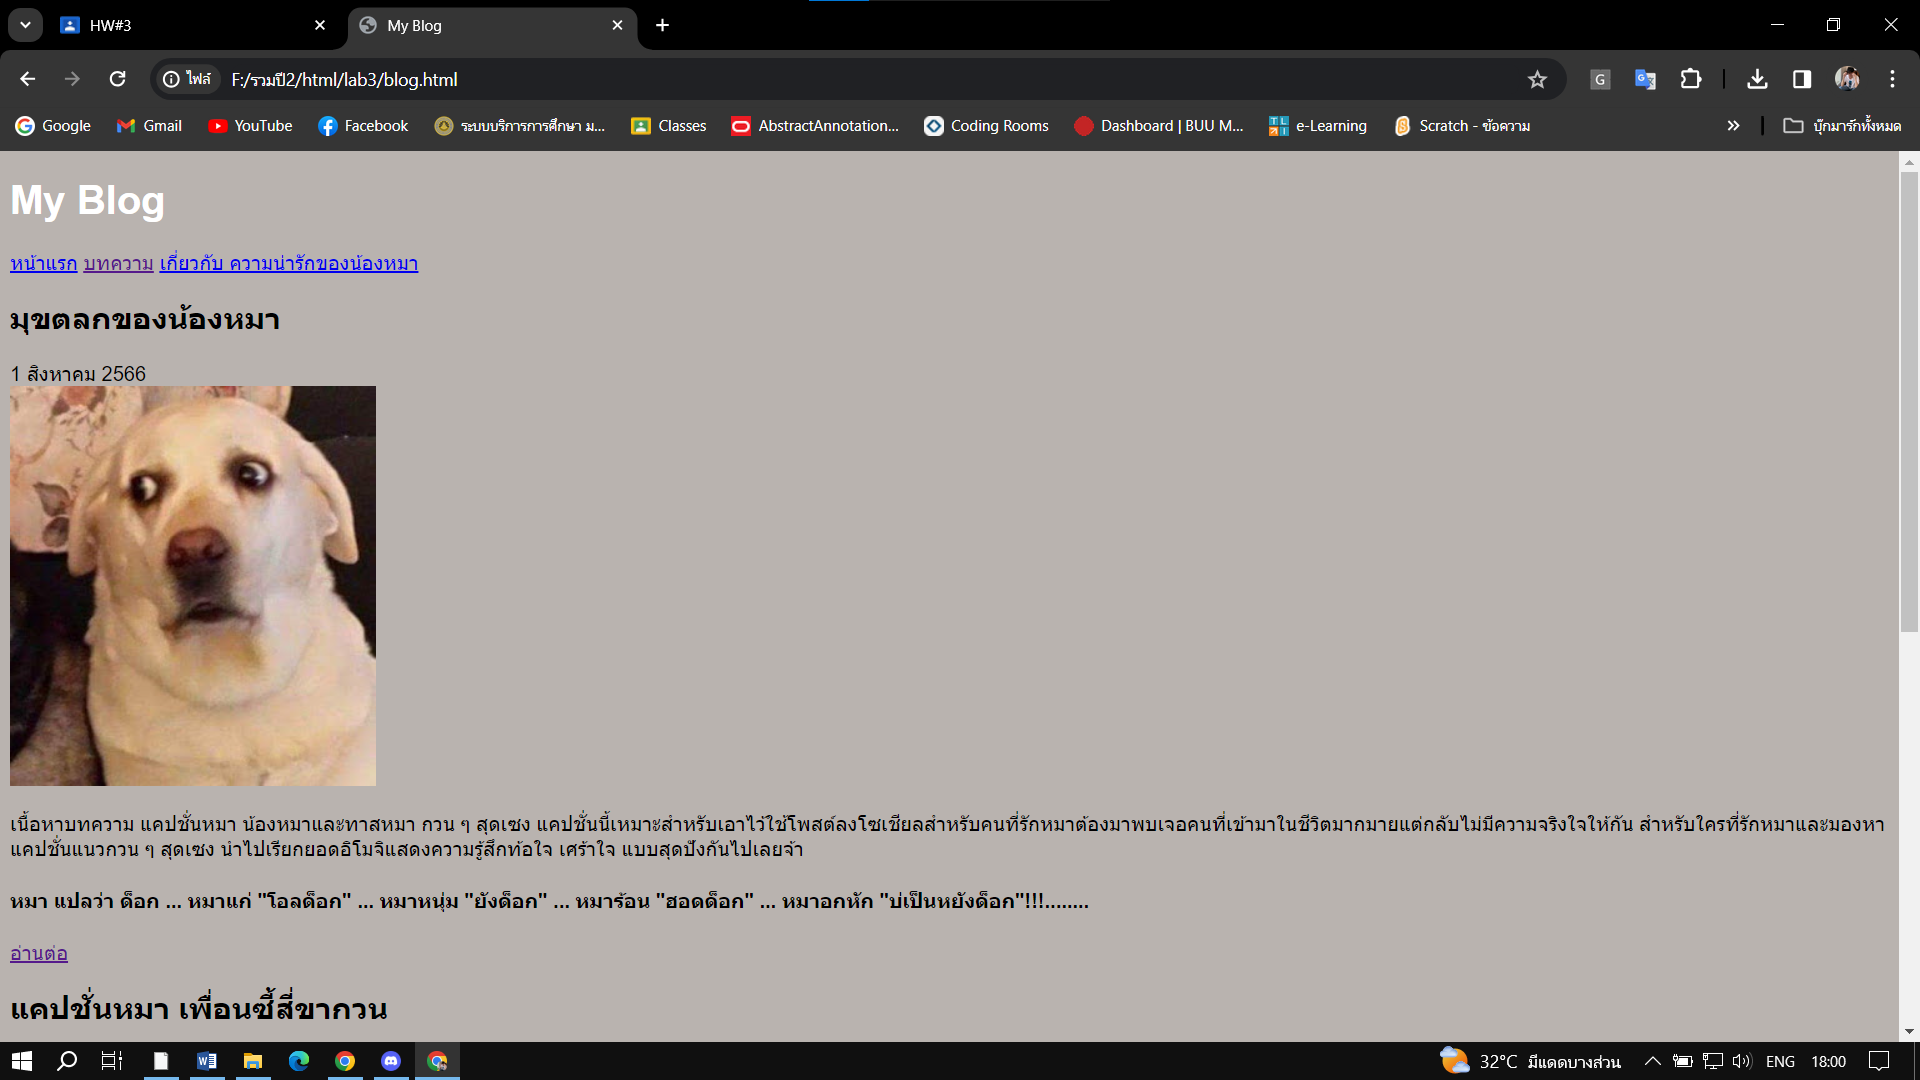 HW#3
My Blog
ไฟล์
F:/รวมปี2/html/lab3/blog.html
Google
Gmail
YouTube
Facebook
ระบบบริการการศึกษา ม...
Classes
AbstractAnnotation...
Coding Rooms
Dashboard | BUU M...
e-Learning
Scratch - ข้อความ
บุ๊กมาร์กทั้งหมด
My Blog
หน้าแรก บทความ เกี่ยวกับ ความน่ารักของน้องหมา
มุขตลกของน้องหมา
1 สิงหาคม 2566
เนื้อหาบทความ แคปชั่นหมา น้องหมาและทาสหมา กวน ๆ สุดเซง แคปชั่นนี้เหมาะสำหรับเอาไว้ใช้โพสต์ลงโซเชียลสำหรับคนที่รักหมาต้องมาพบเจอคนที่เข้ามาในชีวิตมากมายแต่กลับไม่มีความจริงใจให้กัน สำหรับใครที่รักหมาและมองหา
แคปชั่นแนวกวน ๆ สุดเซง นำไปเรียกยอดอิโมจิแสดงความรู้สึกท้อใจ เศร้าใจ แบบสุดปังกันไปเลยจ้า
หมา แปลว่า ด็อก ... หมาแก่ "โอลด็อก" ... หมาหนุ่ม "ยังด็อก" ... หมาร้อน "ฮอดด็อก" ... หมาอกหัก "บ่เป็นหยังด็อก"!!!........
อ่านต่อ
แคปชั่นหมา เพื่อนซี้สี่ขากวน
32°C มีแดดบางส่วน
ENG
18:00